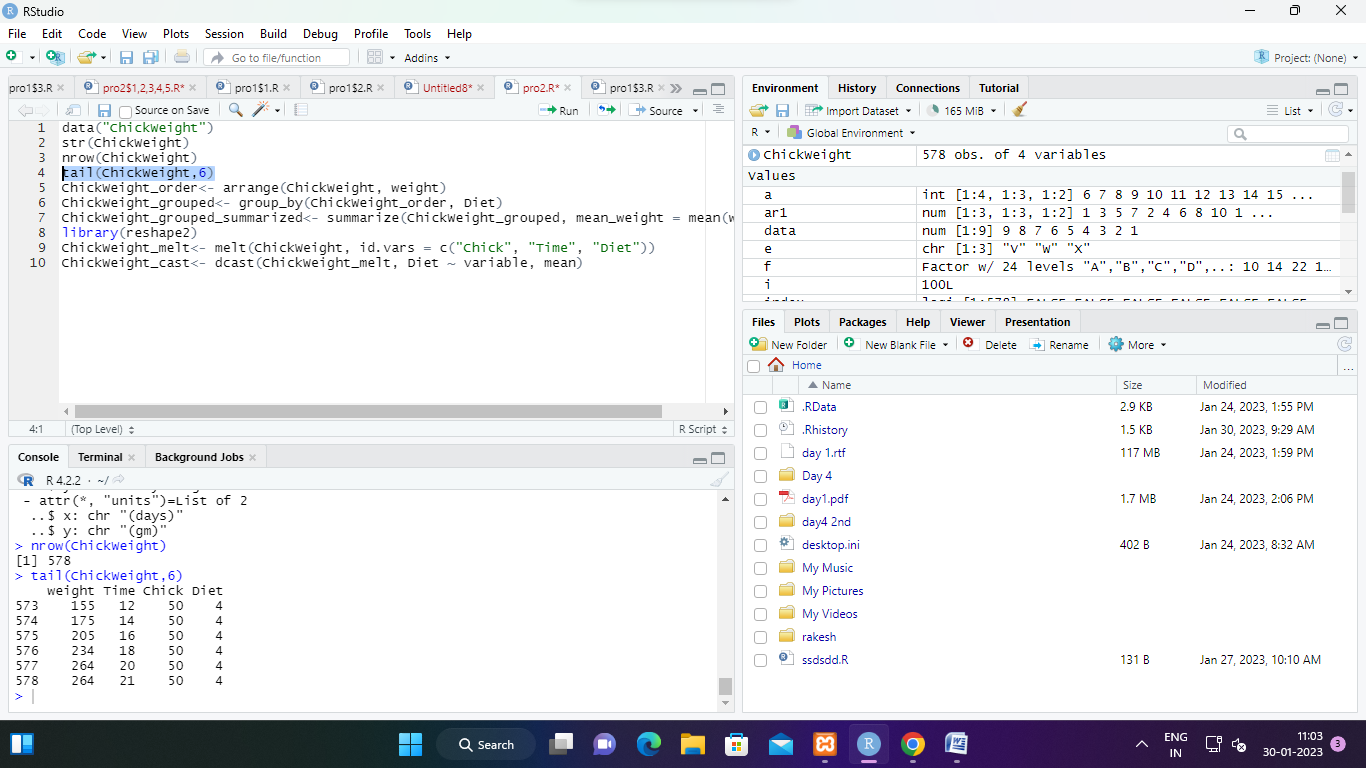 RStudio
File Edit Code View Plots Session Build Debug Profile Tools Help
Go to file/function Addins Project: (None)
pro1$3.R pro2$1,2,3,4,5.R* pro1$1.R pro1$2.R Untitled8* pro2.R* pro1$3.R
Source on Save Run Source
1 data("ChickWeight")
2 str(ChickWeight)
3 nrow(ChickWeight)
4 tail(ChickWeight,6)
5 ChickWeight_order<- arrange(ChickWeight, weight)
6 ChickWeight_grouped<- group_by(ChickWeight_order, Diet)
7 ChickWeight_grouped_summarized<- summarize(ChickWeight_grouped, mean_weight = mean(w
8 library(reshape2)
9 ChickWeight_melt<- melt(ChickWeight, id.vars = c("Chick", "Time", "Diet"))
10 ChickWeight_cast<- dcast(ChickWeight_melt, Diet ~ variable, mean)
4:1 (Top Level) R Script
Console Terminal Background Jobs
R 4.2.2 · ~/
- attr(*, "units")=List of 2
..$ x: chr "(days)"
..$ y: chr "(gm)"
> nrow(ChickWeight)
[1] 578
> tail(ChickWeight,6)
weight Time Chick Diet
573 155 12 50 4
574 175 14 50 4
575 205 16 50 4
576 234 18 50 4
577 264 20 50 4
578 264 21 50 4
>
Environment History Connections Tutorial
Import Dataset 165 MiB List
R Global Environment
ChickWeight 578 obs. of 4 variables
Values
a int [1:4, 1:3, 1:2] 6 7 8 9 10 11 12 13 14 15 ...
ar1 num [1:3, 1:3, 1:2] 1 3 5 7 2 4 6 8 10 1 ...
data num [1:9] 9 8 7 6 5 4 3 2 1
e chr [1:3] "V" "W" "X"
f Factor w/ 24 levels "A","B","C","D",..: 10 14 22 1…
i 100L
index logi [1:578] FALSE FALSE FALSE FALSE FALSE FALSE
Files Plots Packages Help Viewer Presentation
New Folder New Blank File Delete Rename More
Home ...
Name Size Modified
.RData 2.9 KB Jan 24, 2023, 1:55 PM
.Rhistory 1.5 KB Jan 30, 2023, 9:29 AM
day 1.rtf 117 MB Jan 24, 2023, 1:59 PM
Day 4
day1.pdf 1.7 MB Jan 24, 2023, 2:06 PM
day4 2nd
desktop.ini 402 B Jan 24, 2023, 8:32 AM
My Music
My Pictures
My Videos
rakesh
ssdsdd.R 131 B Jan 27, 2023, 10:10 AM
Search
ENG
IN
11:03
30-01-2023
3